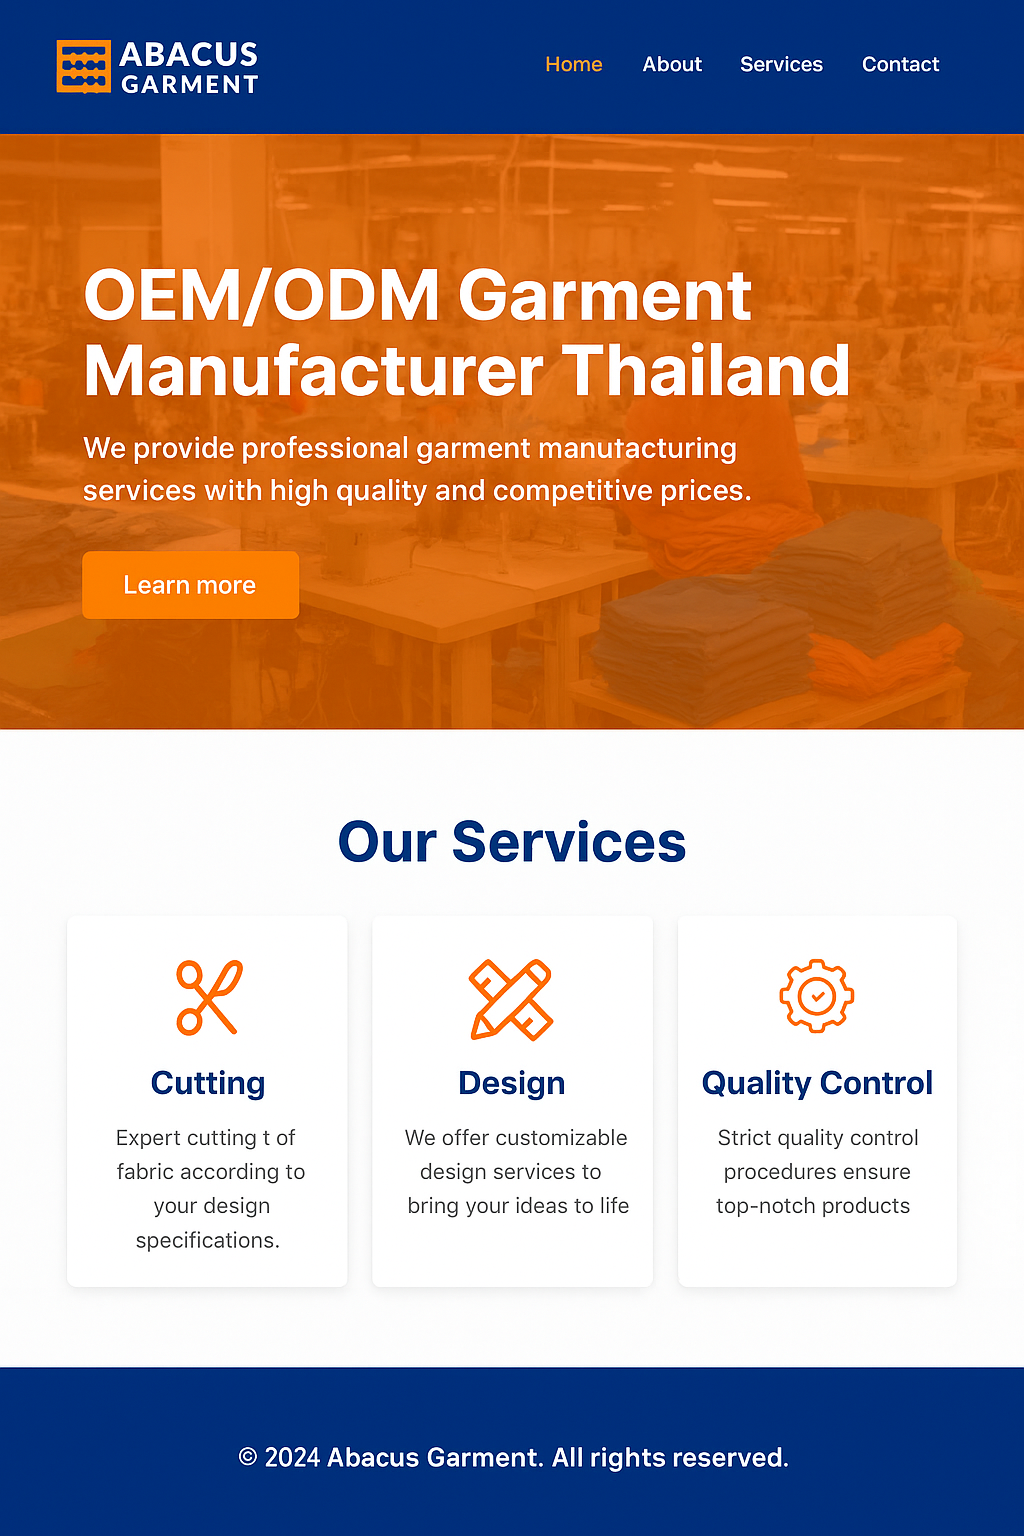 ABACUS
GARMENT
Home About Services Contact
OEM/ODM Garment
Manufacturer Thailand
We provide professional garment manutacturing
services with high quality and competitive prices.
Learn more
Our Services
Cutting
Expert cutting t of
fabric according to
your design
specifications.
Design
We offer customizable
design services to
bring your ideas to life
Quality Control
Strict quality control
procedures ensure
top-notch products
© 2024 Abacus Garment. All rights reserved.